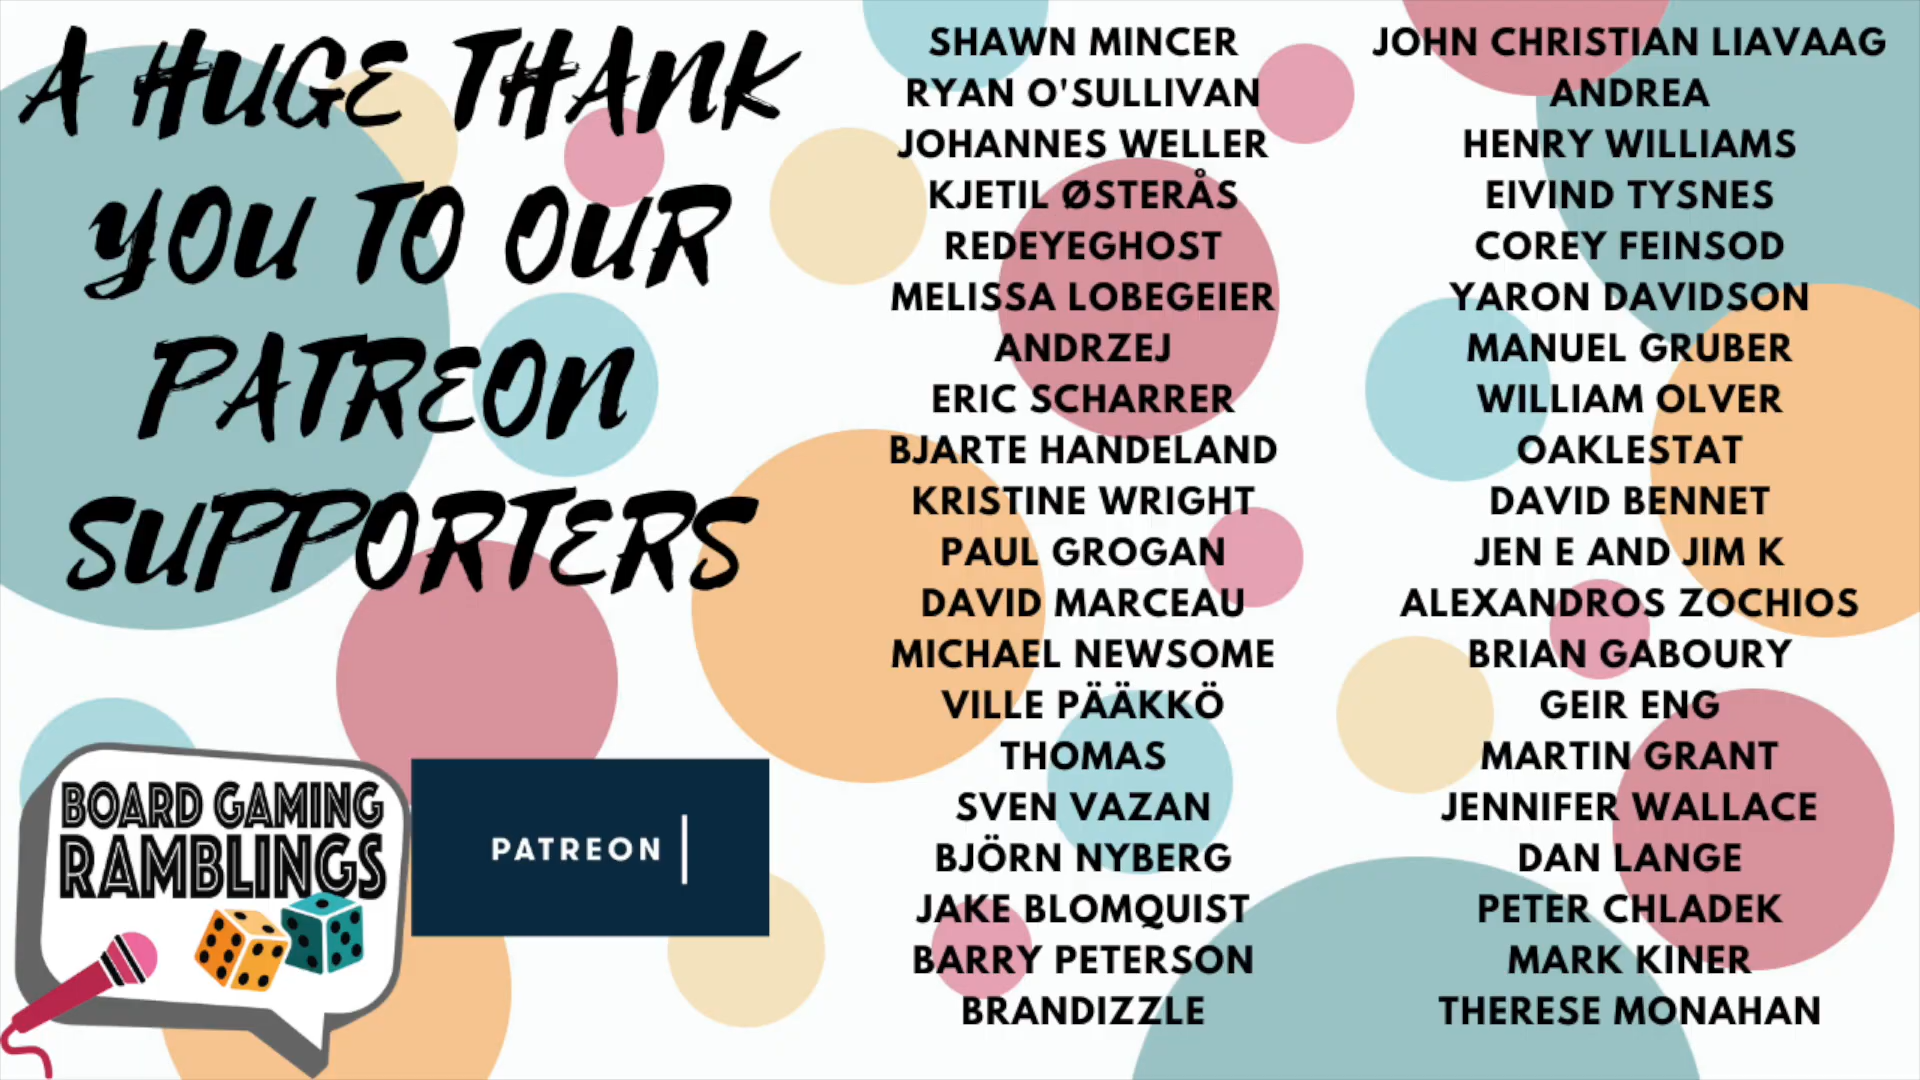 A HUGE THANK
YOU TO OUR
PATREON
SUPPORTERS
BOARD GAMING
RAMBLINGS
PATREON
SHAWN MINCER
RYAN O'SULLIVAN
JOHANNES WELLER
KJETIL ØSTERÅS
REDEYEGHOST
MELISSA LOBEGEIER
ANDRZEJ
ERIC SCHARRER
BJARTE HANDELAND
KRISTINE WRIGHT
PAUL GROGAN
DAVID MARCEAU
MICHAEL NEWSOME
VILLE PÄÄKKÖ
THOMAS
SVEN VAZAN
BJÖRN NYBERG
JAKE BLOMQUIST
BARRY PETERSON
BRANDIZZLE
JOHN CHRISTIAN LIAVAAG
ANDREA
HENRY WILLIAMS
EIVIND TYSNES
COREY FEINSOD
YARON DAVIDSON
MANUEL GRUBER
WILLIAM OLVER
OAKLESTAT
DAVID BENNET
JEN E AND JIM K
ALEXANDROS ZOCHIOS
BRIAN GABOURY
GEIR ENG
MARTIN GRANT
JENNIFER WALLACE
DAN LANGE
PETER CHLADEK
MARK KINER
THERESE MONAHAN